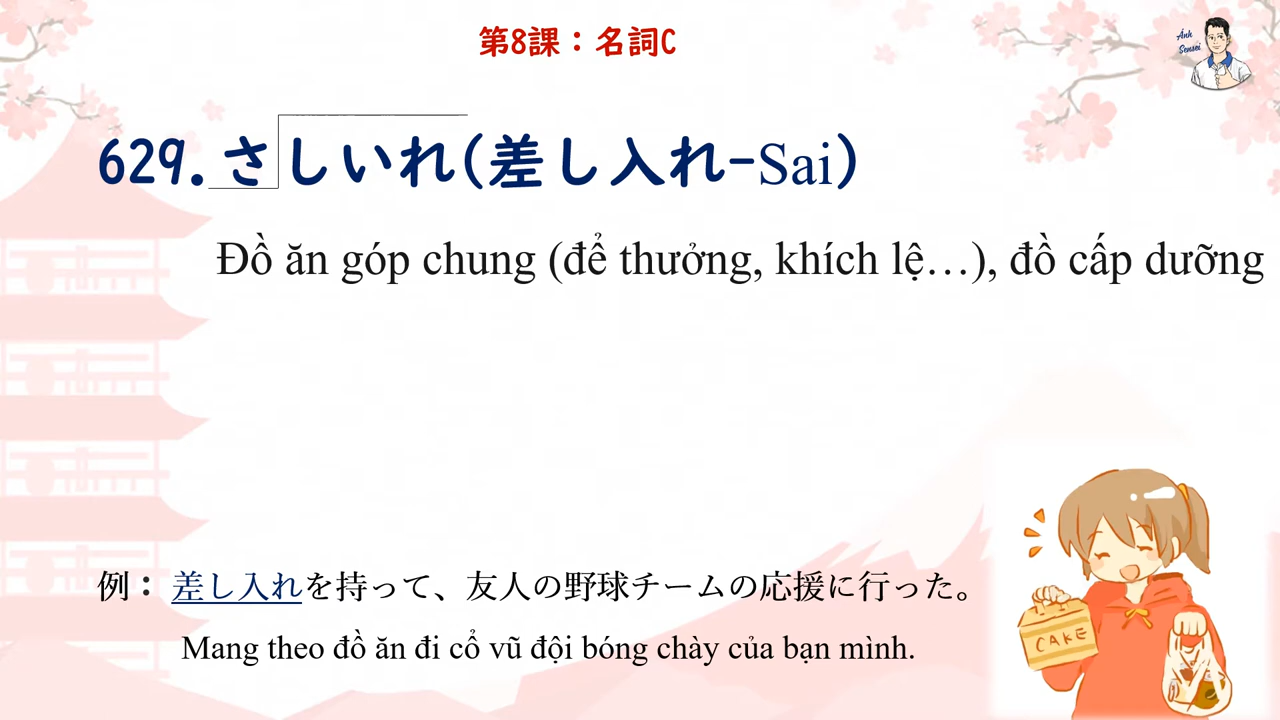 第8課：名詞C
Anh
Sensei
629.さしいれ(差し入れ-Sai)
Đồ ăn góp chung (để thưởng, khích lệ…), đồ cấp dưỡng
例： 差し入れを持って、友人の野球チームの応援に行った。
Mang theo đồ ăn đi cổ vũ đội bóng chày của bạn mình.
CAKE